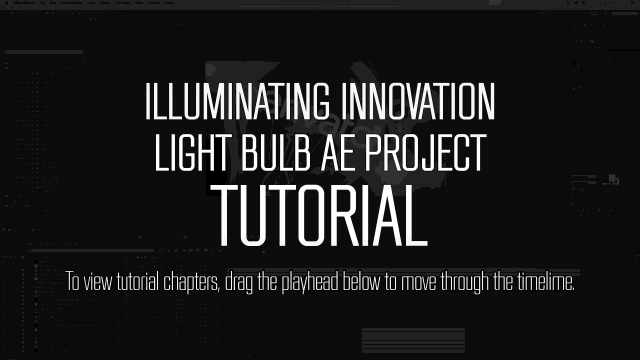 ILLUMINATING INNOVATION
LIGHT BULB AE PROJECT
TUTORIAL
To view tutorial chapters, drag the playhead below to move through the timelime.